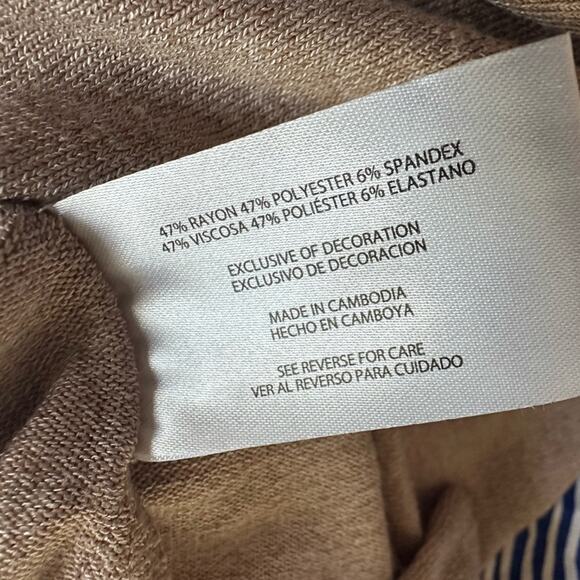 47% RAYON 47% POLYESTER 6% SPANDEX
47% VISCOSA 47% POLIÉSTER 6% ELASTANO
EXCLUSIVE OF DECORATION
EXCLUSIVO DE DECORACION
MADE IN CAMBODIA
HECHO EN CAMBOYA
SEE REVERSE FOR CARE
VER AL REVERSO PARA CUIDADO